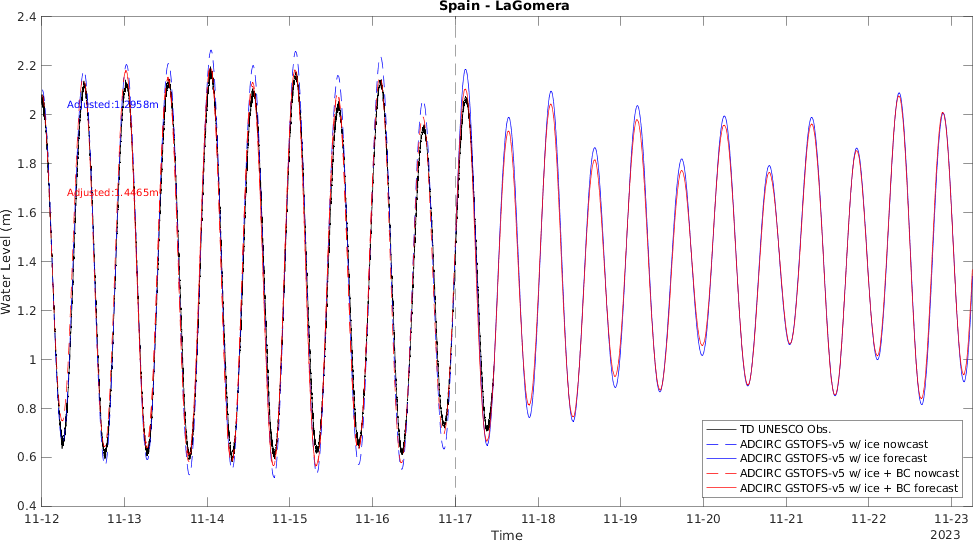 Spain - LaGomera
2.4
2.2
2
1.8
1.6
1.4
1.2
1
0.8
0.6
0.4
Water Level (m)
Adjusted:1.2958m
Adjusted:1.4465m
TD UNESCO Obs.
ADCIRC GSTOFS-v5 w/ ice nowcast
ADCIRC GSTOFS-v5 w/ ice forecast
ADCIRC GSTOFS-v5 w/ ice + BC nowcast
ADCIRC GSTOFS-v5 w/ ice + BC forecast
11-12 11-13 11-14 11-15 11-16 11-17 11-18 11-19 11-20 11-21 11-22 11-23
Time
2023